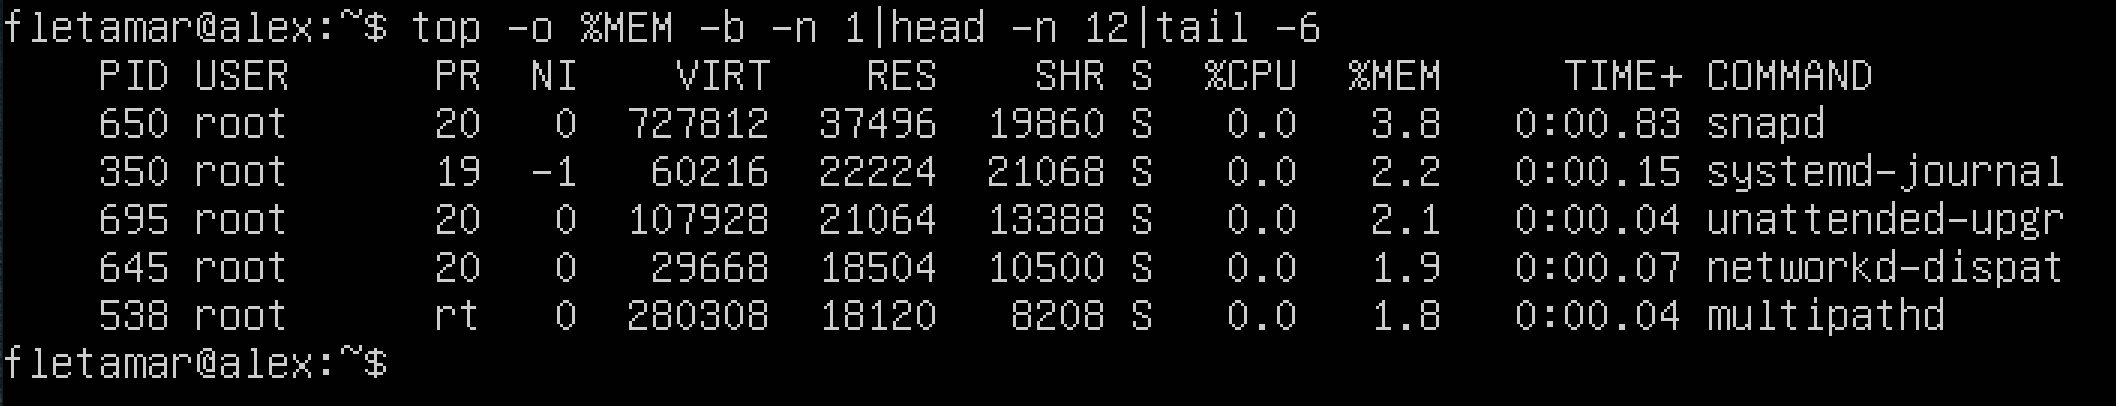 fletamar@alex:~$ top -o %MEM -b -n 1|head -n 12|tail -6
    PID USER      PR  NI    VIRT    RES    SHR S  %CPU  %MEM     TIME+ COMMAND
    650 root      20   0  727812  37496  19860 S   0.0   3.8   0:00.83 snapd
    350 root      19  -1   60216  22224  21068 S   0.0   2.2   0:00.15 systemd-journal
    695 root      20   0  107928  21064  13388 S   0.0   2.1   0:00.04 unattended-upgr
    645 root      20   0   29668  18504  10500 S   0.0   1.9   0:00.07 networkd-dispat
    538 root      rt   0  280308  18120   8208 S   0.0   1.8   0:00.04 multipathd
fletamar@alex:~$